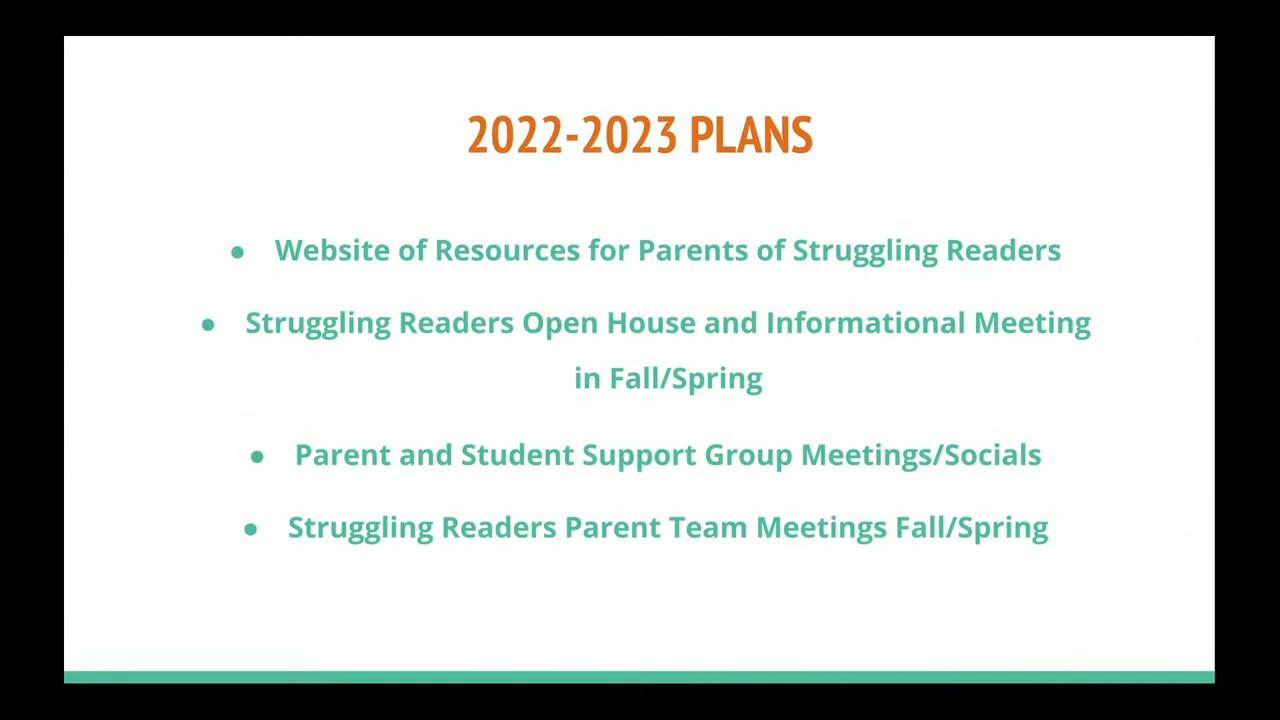 2022-2023 PLANS
● Website of Resources for Parents of Struggling Readers
● Struggling Readers Open House and Informational Meeting
in Fall/Spring
● Parent and Student Support Group Meetings/Socials
● Struggling Readers Parent Team Meetings Fall/Spring